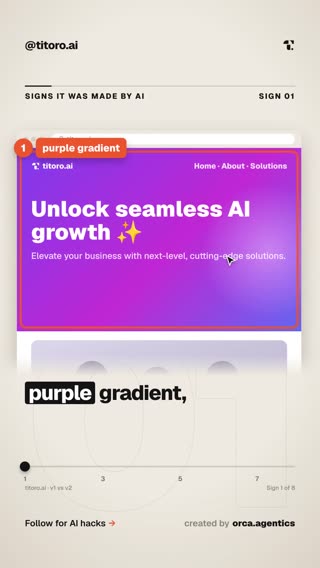 @titoro.ai
SIGNS IT WAS MADE BY AI
SIGN 01
1 purple gradient
titoro.ai
Home · About · Solutions
Unlock seamless AI
growth ✨
Elevate your business with next-level, cutting-edge solutions.
purple gradient,
1 3 5 7
titoro.ai · v1 vs v2
Sign 1 of 8
Follow for AI hacks →
created by orca.agentics